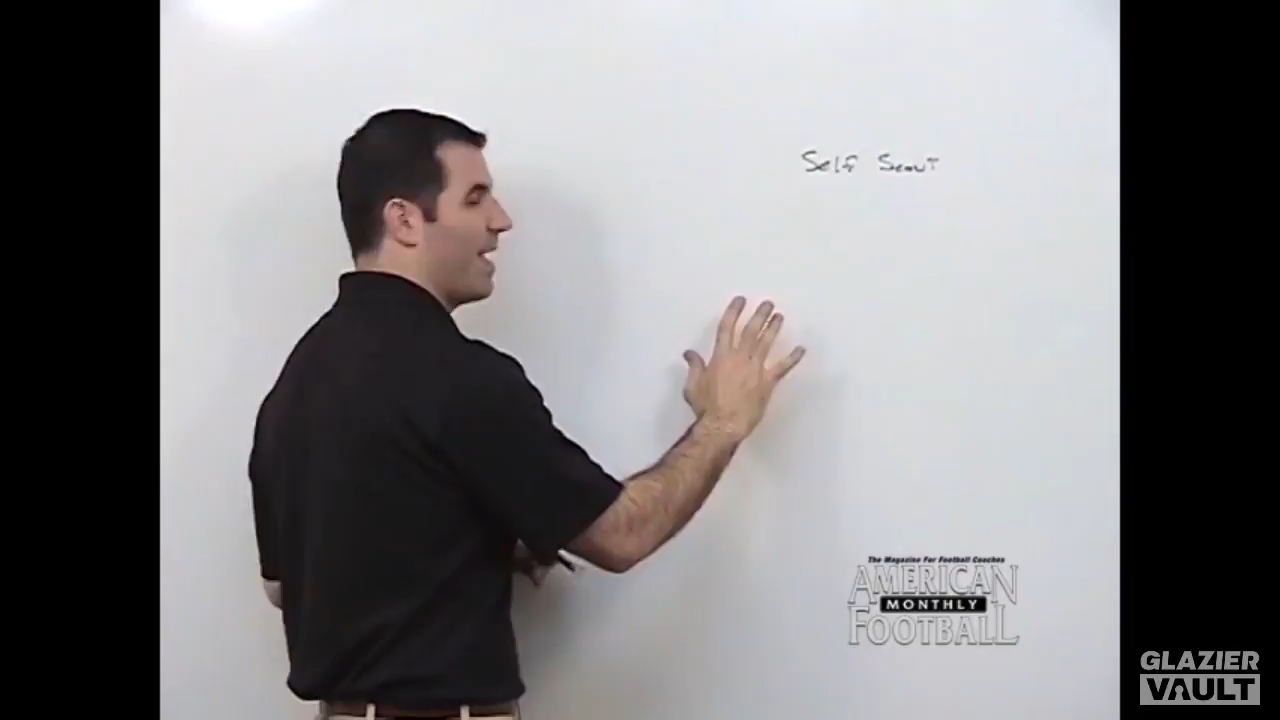 Self Scout
The Magazine For Football Coaches
AMERICAN
MONTHLY
FOOTBALL
GLAZIER
VAULT